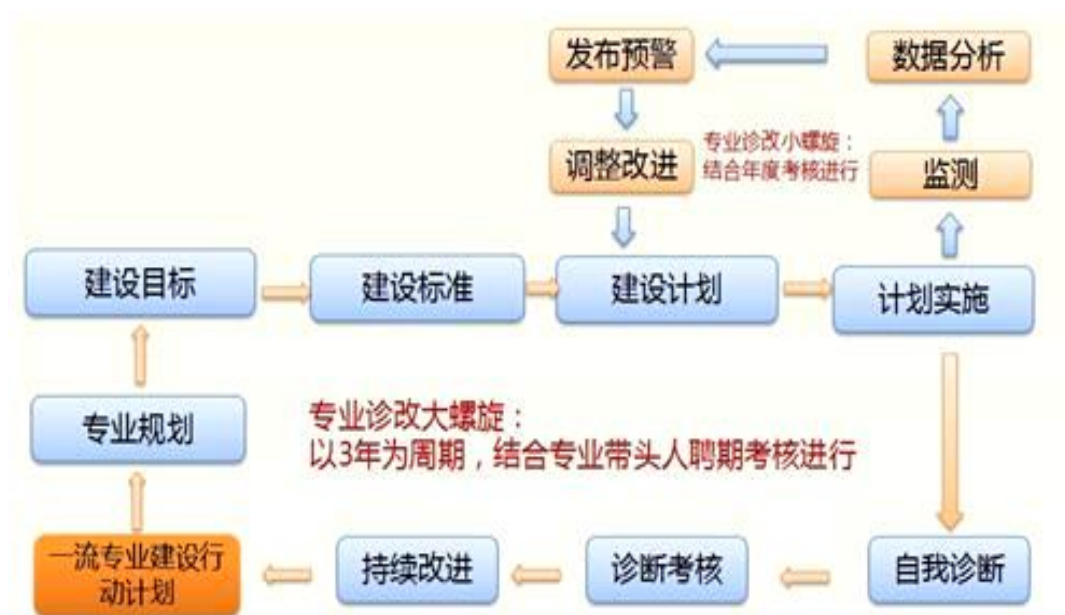 发布预警
数据分析
调整改进
专业诊改小螺旋：
结合年度考核进行
监测
建设目标
建设标准
建设计划
计划实施
专业规划
专业诊改大螺旋：
以3年为周期，结合专业带头人聘期考核进行
一流专业建设行
动计划
持续改进
诊断考核
自我诊断